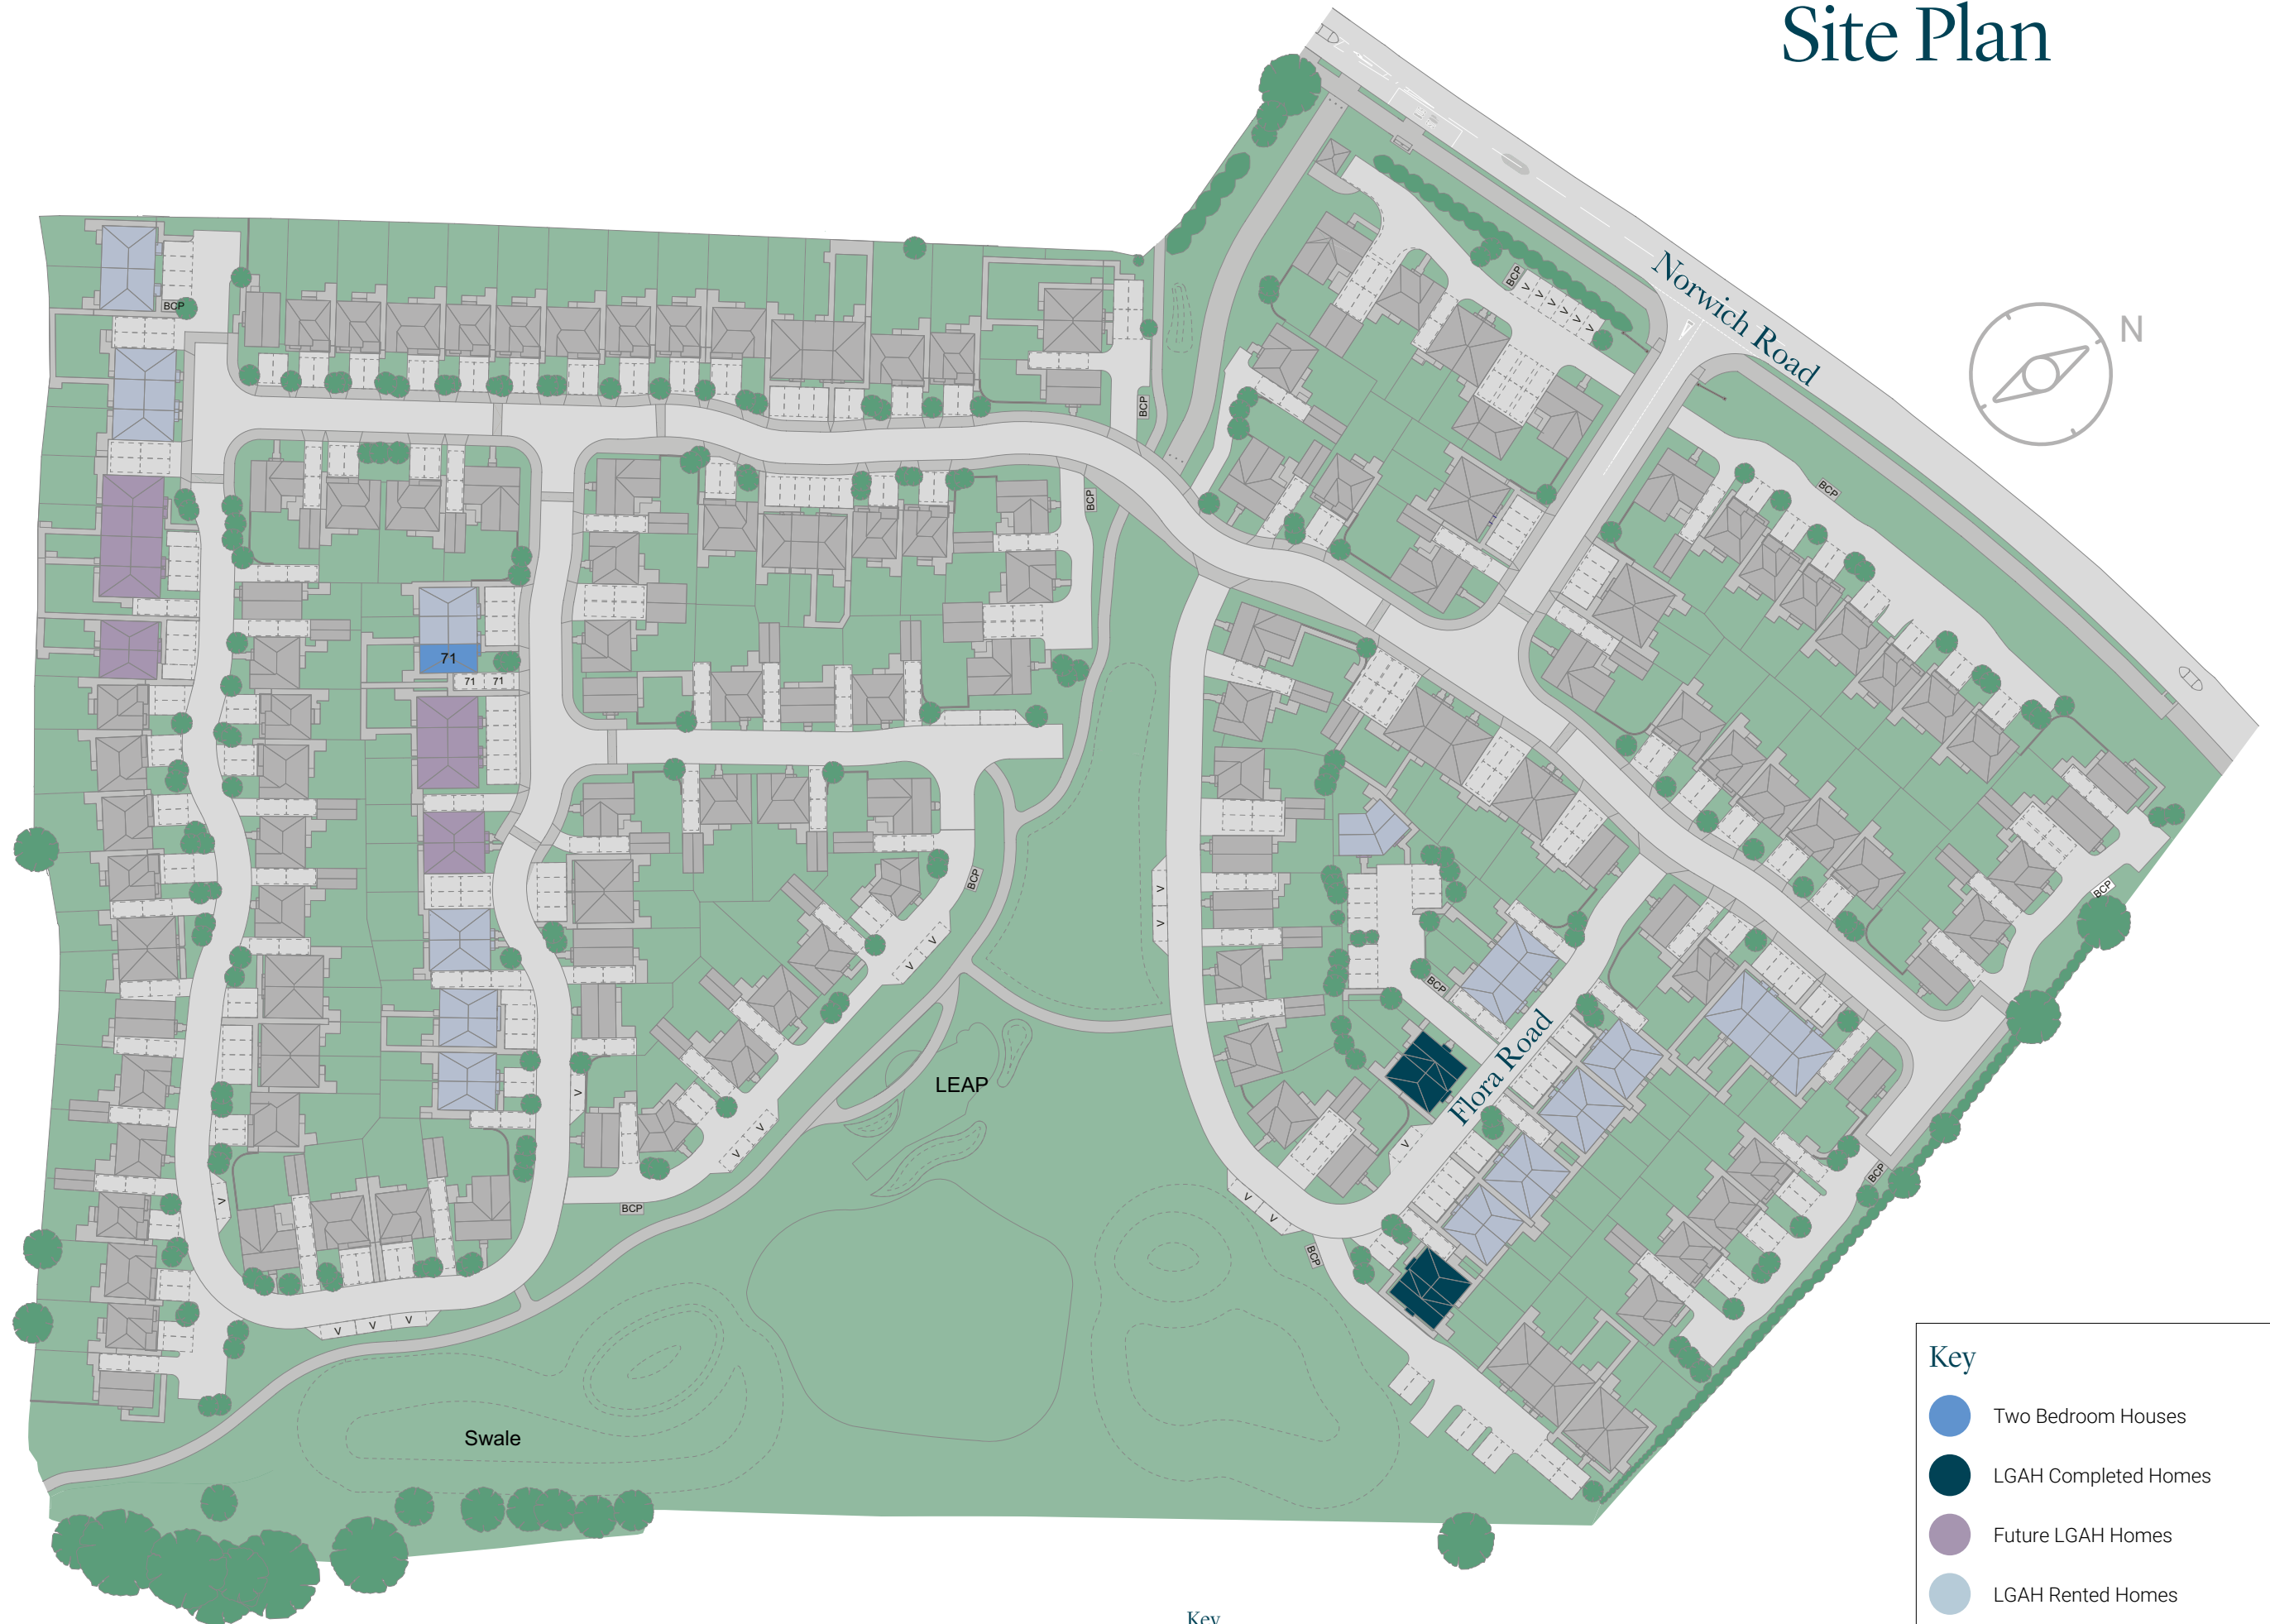 Site Plan
Norwich Road
N
BCP
V V V V V V
BCP
BCP
BCP
BCP
71
71 71
BCP
BCP
V
V
V
V
BCP
LEAP
Flora Road
V
V
V
V
V
BCP
BCP
V
V
V
BCP
V V V
Swale
Key
Two Bedroom Houses
LGAH Completed Homes
Future LGAH Homes
LGAH Rented Homes
Key